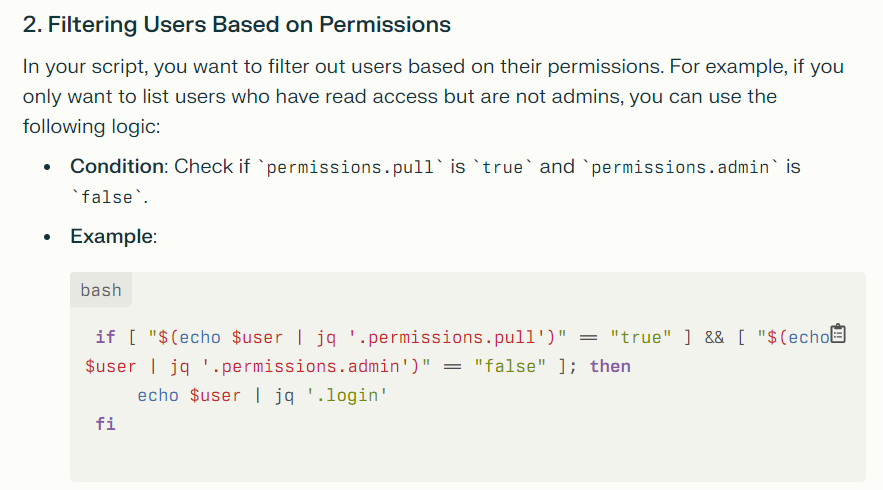 2. Filtering Users Based on Permissions
In your script, you want to filter out users based on their permissions. For example, if you
only want to list users who have read access but are not admins, you can use the
following logic:
• Condition: Check if `permissions.pull` is `true` and `permissions.admin` is
`false`.
• Example:
bash
if [ "$(echo $user | jq '.permissions.pull')" == "true" ] && [ "$(echo
$user | jq '.permissions.admin')" == "false" ]; then
echo $user | jq '.login'
fi